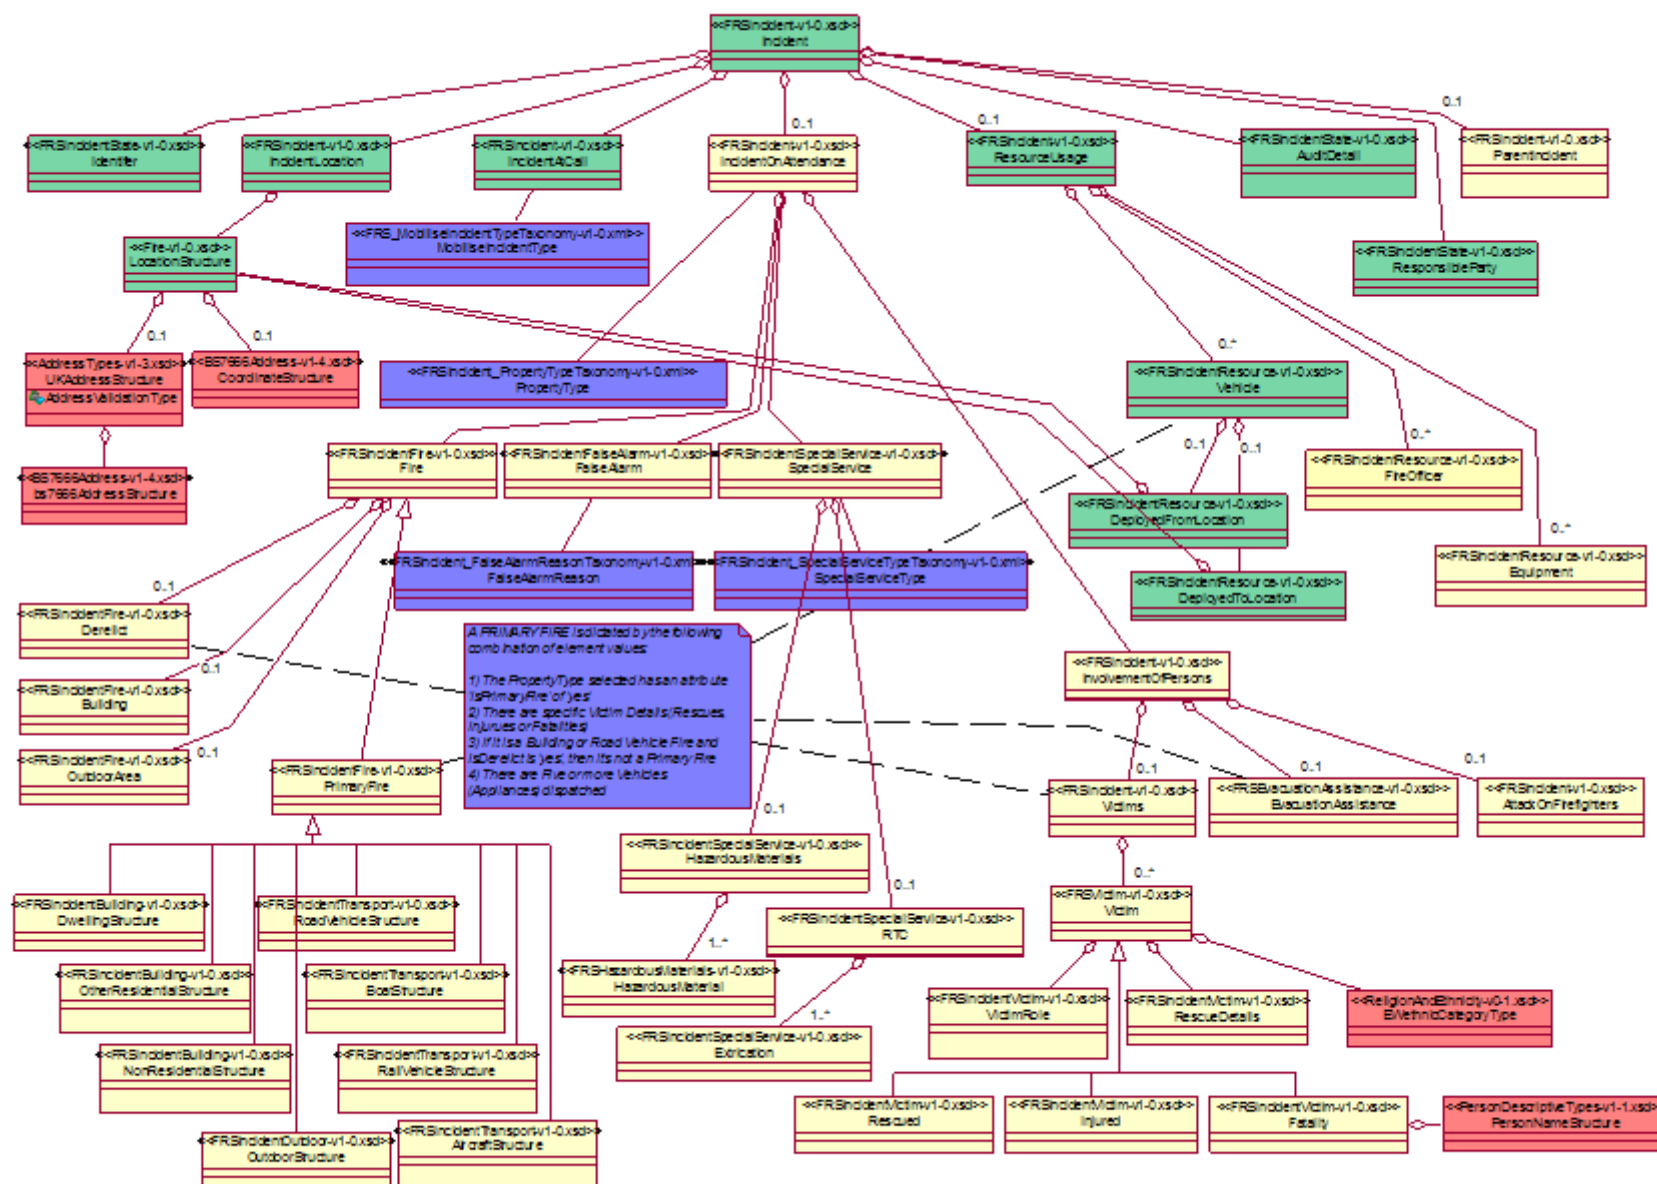 <<FRSIncident-v1-0.xsd>>
Incident
0..1
0..1
0..1
<<FRSIncidentState-v1-0.xsd>>
Identifer
<<FRSIncident-v1-0.xsd>>
IncidentLocation
<<FRSIncident-v1-0.xsd>>
IncidentAtCall
<<FRSIncident-v1-0.xsd>>
IncidentOnAttendance
<<FRSIncident-v1-0.xsd>>
ResourceUsage
<<FRSIncidentState-v1-0.xsd>>
AuditDetail
<<FRSIncident-v1-0.xsd>>
ParentIncident
<<Fire-v1-0.xsd>>
LocationStructure
<<FRS_MobiliseIncidentTypeTaxonomy-v1-0.xml>>
MobiliseIncidentType
<<FRSIncidentState-v1-0.xsd>>
ResponsibleParty
0..1
0..1
0..*
<<AddressTypes-v1-3.xsd>>
UKAddressStructure
AddressValidationType
<<BS7666Address-v1-4.xsd>>
CoordinateStructure
<<FRSIncident_PropertyTypeTaxonomy-v1-0.xml>>
PropertyType
<<FRSIncidentResource-v1-0.xsd>>
Vehicle
0..1
0..1
0..*
<<BS7666Address-v1-4.xsd>>
bs7666AddressStructure
<<FRSIncidentFire-v1-0.xsd>>
Fire
<<FRSIncidentFalseAlarm-v1-0.xsd>>
FalseAlarm
<<FRSIncidentSpecialService-v1-0.xsd>>
SpecialService
<<FRSIncidentResource-v1-0.xsd>>
FireOfficer
<<FRSIncidentResource-v1-0.xsd>>
DeployedFromLocation
0..*
<<FRSIncident_FalseAlarmReasonTaxonomy-v1-0.xml>>
FalseAlarmReason
<<FRSIncident_SpecialServiceTypeTaxonomy-v1-0.xml>>
SpecialServiceType
<<FRSIncidentResource-v1-0.xsd>>
DeployedToLocation
<<FRSIncidentResource-v1-0.xsd>>
Equipment
0..1
<<FRSIncidentFire-v1-0.xsd>>
Derelict
A PRIMARY FIRE is dictated by the following
combination of element values:
1) The PropertyType selected has an attribute
'IsPrimaryFire' of 'yes'
2) There are specific Victim Details (Rescues,
Injurues or Fatalities)
3) If it is a Building or Road Vehicle Fire and
IsDerelict is 'yes', then its not a Primary Fire
4) There are Five or more Vehicles
(Appliances) dispatched
0..1
<<FRSIncidentFire-v1-0.xsd>>
Building
<<FRSIncident-v1-0.xsd>>
InvolvementOfPersons
0..1
<<FRSIncidentFire-v1-0.xsd>>
OutdoorArea
<<FRSIncidentFire-v1-0.xsd>>
PrimaryFire
0..1
0..1
0..1
<<FRSIncident-v1-0.xsd>>
Victims
<<FRSEvacuationAssistance-v1-0.xsd>>
EvacuationAssistance
<<FRSIncident-v1-0.xsd>>
AttackOnFirefighters
0..1
<<FRSIncidentSpecialService-v1-0.xsd>>
HazardousMaterials
0..1
0..*
<<FRSIncidentBuilding-v1-0.xsd>>
DwellingStructure
<<FRSIncidentTransport-v1-0.xsd>>
RoadVehicleStructure
<<FRSIncidentSpecialService-v1-0.xsd>>
RTC
<<FRSVictim-v1-0.xsd>>
Victim
1..*
<<FRSIncidentBuilding-v1-0.xsd>>
OtherResidentialStructure
<<FRSIncidentTransport-v1-0.xsd>>
BoatStructure
<<FRSHazardousMaterials-v1-0.xsd>>
HazardousMaterial
<<FRSIncidentVictim-v1-0.xsd>>
VictimRole
<<FRSIncidentVictim-v1-0.xsd>>
RescueDetails
<<ReligionAndEthnicity-v0-1.xsd>>
EWethnicCategoryType
1..*
<<FRSIncidentSpecialService-v1-0.xsd>>
Extrication
<<FRSIncidentBuilding-v1-0.xsd>>
NonResidentialStructure
<<FRSIncidentTransport-v1-0.xsd>>
RailVehicleStructure
<<FRSIncidentVictim-v1-0.xsd>>
Rescued
<<FRSIncidentVictim-v1-0.xsd>>
Injured
<<FRSIncidentVictim-v1-0.xsd>>
Fatality
<<PersonDescriptiveTypes-v1-1.xsd>>
PersonNameStructure
<<FRSIncidentOutdoor-v1-0.xsd>>
OutdoorStructure
<<FRSIncidentTransport-v1-0.xsd>>
AircraftStructure